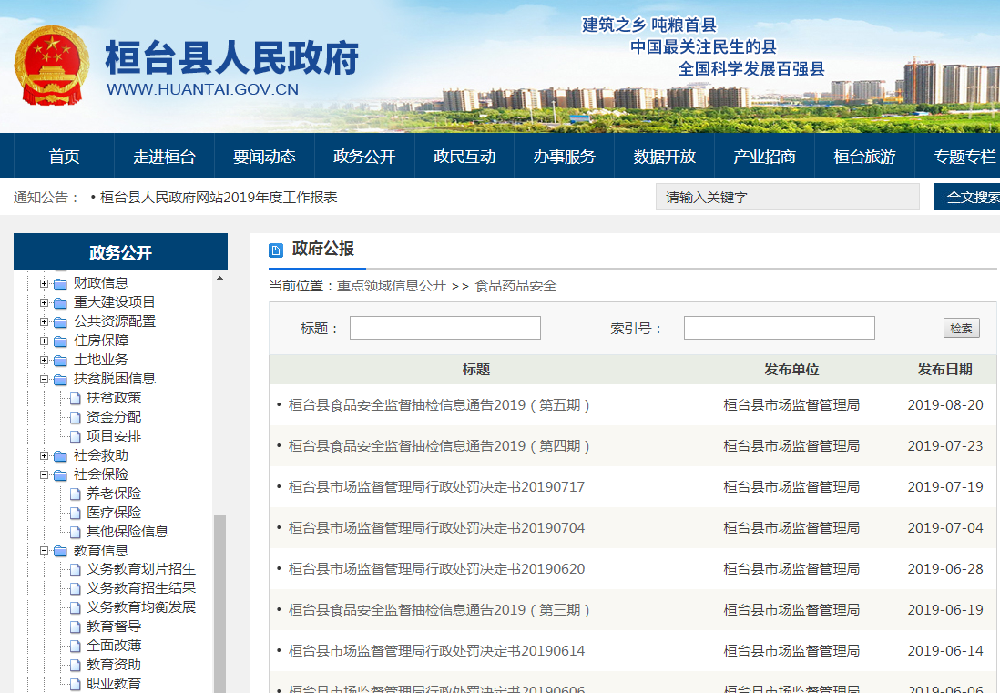 桓台县人民政府
WWW.HUANTAI.GOV.CN
建筑之乡 吨粮首县
中国最关注民生的县
全国科学发展百强县
首页 走进桓台 要闻动态 政务公开 政民互动 办事服务 数据开放 产业招商 桓台旅游 专题专栏
通知公告： • 桓台县人民政府网站2019年度工作报表 请输入关键字 全文搜索
政务公开
财政信息
重大建设项目
公共资源配置
住房保障
土地业务
扶贫脱困信息
扶贫政策
资金分配
项目安排
社会救助
社会保险
养老保险
医疗保险
其他保险信息
教育信息
义务教育划片招生
义务教育招生结果
义务教育均衡发展
教育督导
全面改薄
教育资助
职业教育
政府公报
当前位置：重点领域信息公开 >> 食品药品安全
标题： 索引号： 检索
标题 发布单位 发布日期
• 桓台县食品安全监督抽检信息通告2019（第五期） 桓台县市场监督管理局 2019-08-20
• 桓台县食品安全监督抽检信息通告2019（第四期） 桓台县市场监督管理局 2019-07-23
• 桓台县市场监督管理局行政处罚决定书20190717 桓台县市场监督管理局 2019-07-19
• 桓台县市场监督管理局行政处罚决定书20190704 桓台县市场监督管理局 2019-07-04
• 桓台县市场监督管理局行政处罚决定书20190620 桓台县市场监督管理局 2019-06-28
• 桓台县食品安全监督抽检信息通告2019（第三期） 桓台县市场监督管理局 2019-06-19
• 桓台县市场监督管理局行政处罚决定书20190614 桓台县市场监督管理局 2019-06-14
• 桓台县市场监督管理局行政处罚决定书20190606 桓台县市场监督管理局 2019-06-06